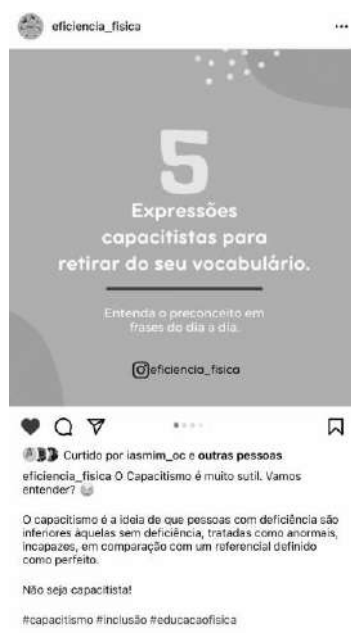 eficiencia_fisica
5
Expressões
capacitistas para
retirar do seu vocabulário.
Entenda o preconceito em
frases do dia a dia.
eficiencia_fisica
Curtido por iasmim_oc e outras pessoas
eficiencia_fisica O Capacitismo é muito sutil. Vamos
entender?
O capacitismo é a ideia de que pessoas com deficiência são
inferiores àquelas sem deficiência, tratadas como anormais,
incapazes, em comparação com um referencial definido
como perfeito.
Não seja capacitista!
#capacitismo #inclusão #educacaofisica